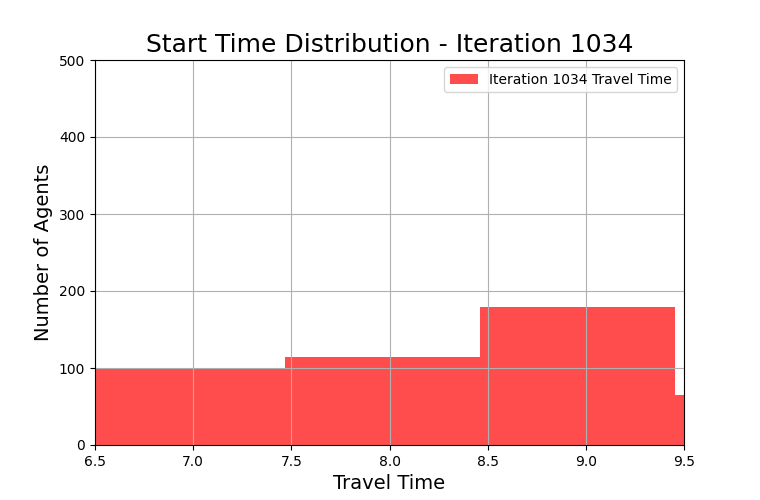 Start Time Distribution - Iteration 1034
Iteration 1034 Travel Time
Number of Agents
500
400
300
200
100
0
6.5 7.0 7.5 8.0 8.5 9.0 9.5
Travel Time